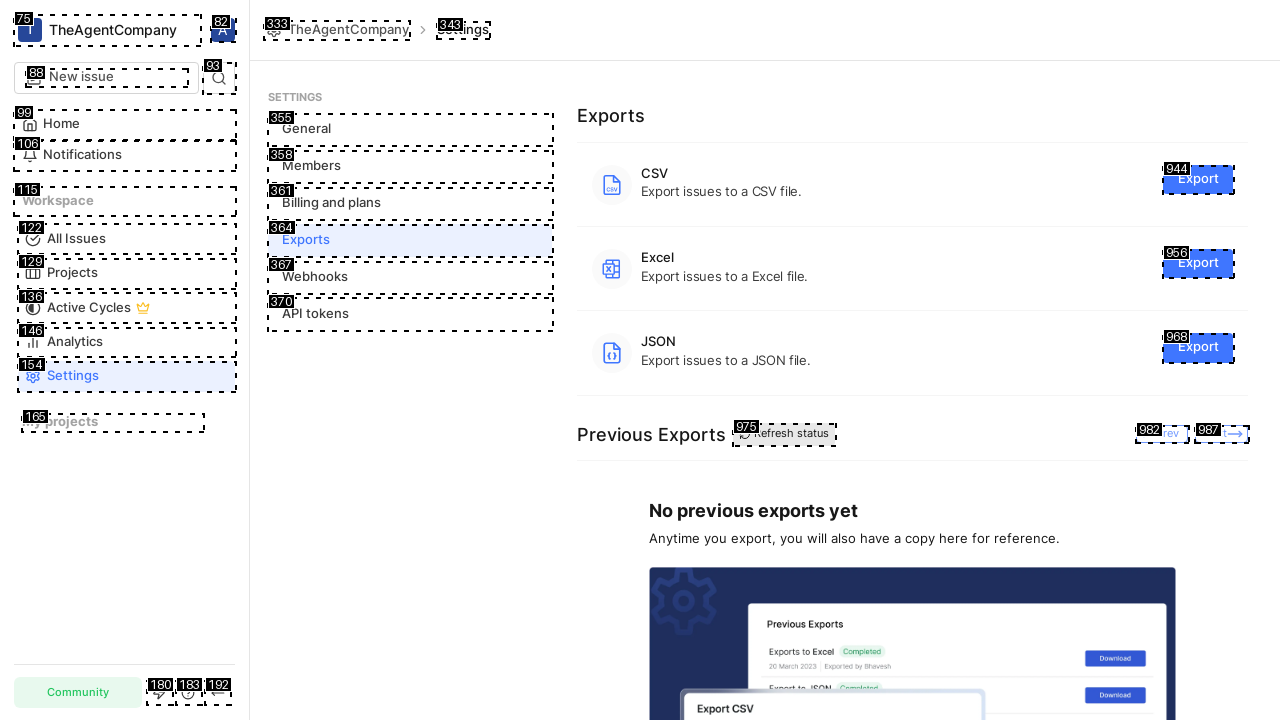 75
T
TheAgentCompany
82
A
333
TheAgentCompany
343
Settings
88
New issue
93
99
Home
106
Notifications
115
Workspace
122
All Issues
129
Projects
136
Active Cycles
146
Analytics
154
Settings
165
My projects
Community
180
183
192
SETTINGS
355
General
358
Members
361
Billing and plans
364
Exports
367
Webhooks
370
API tokens
Exports
CSV
Export issues to a CSV file.
944
Export
Excel
Export issues to a Excel file.
956
Export
JSON
Export issues to a JSON file.
968
Export
Previous Exports
975
Refresh status
982
rev
987
t
No previous exports yet
Anytime you export, you will also have a copy here for reference.
Previous Exports
Exports to Excel
Completed
20 March 2023 | Exported by Bhavesh
Download
Export to JSON
Completed
Download
Export CSV